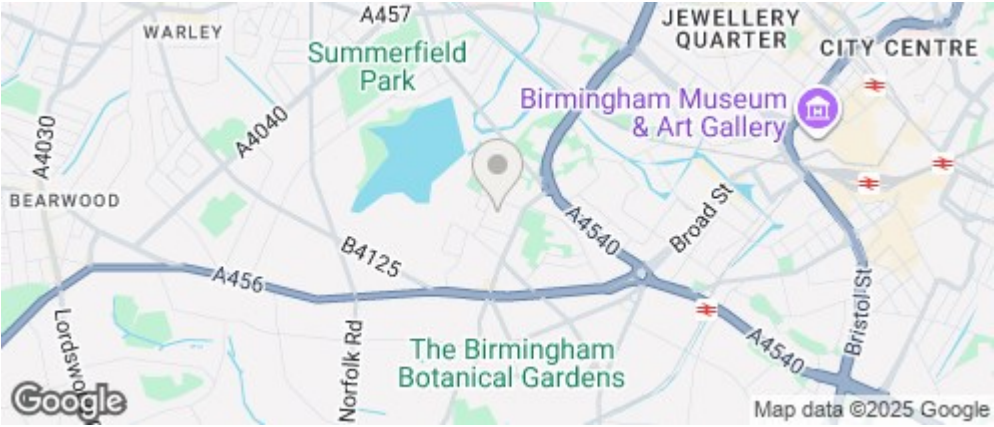 A457
JEWELLERY
QUARTER
WARLEY
CITY CENTRE
Summerfield
Park
Birmingham Museum
& Art Gallery
A4040
A4030
BEARWOOD
Broad St
A4540
B4125
A456
Bristol St
Lordswo
Norfolk Rd
The Birmingham
Botanical Gardens
A4540
Google
Map data ©2025 Google